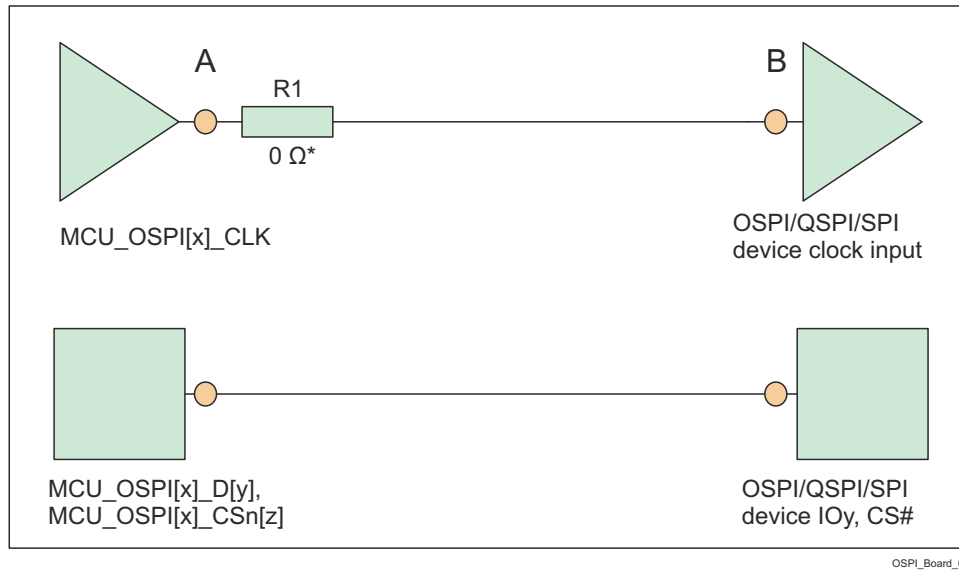 A
B
R1
0 Ω*
MCU_OSPI[x]_CLK
OSPI/QSPI/SPI
device clock input
MCU_OSPI[x]_D[y],
MCU_OSPI[x]_CSn[z]
OSPI/QSPI/SPI
device IOy, CS#